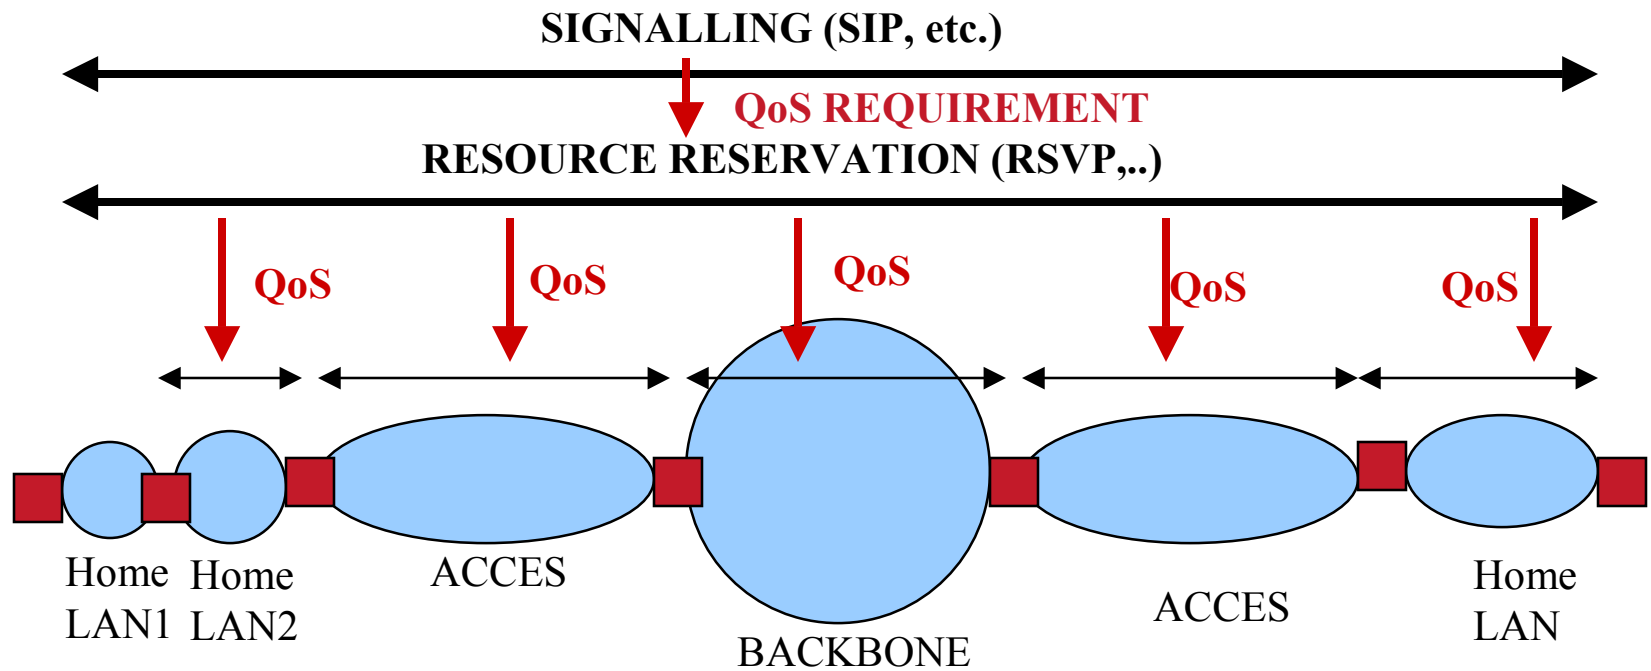 SIGNALLING (SIP, etc.)
QoS REQUIREMENT
RESOURCE RESERVATION (RSVP,..)
QoS
QoS
QoS
QoS
QoS
Home
LAN1
Home
LAN2
ACCES
BACKBONE
ACCES
Home
LAN